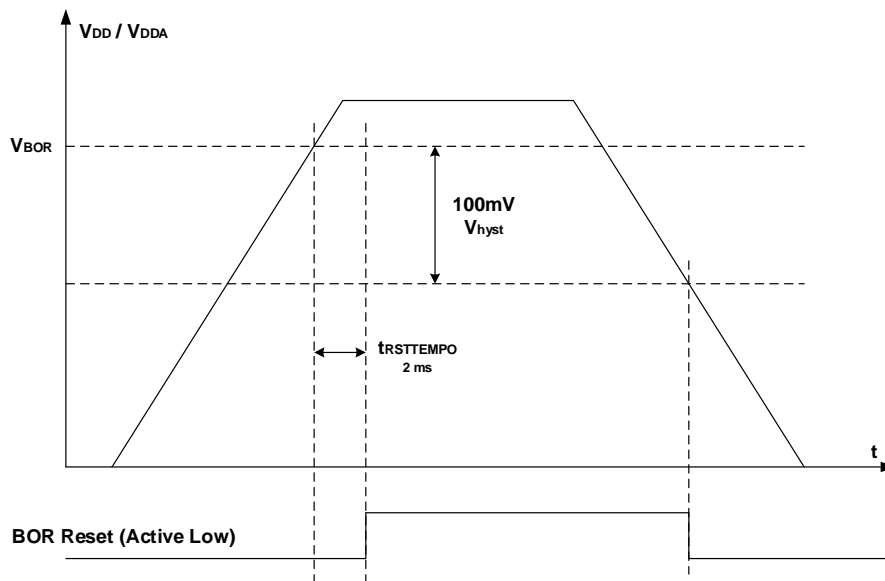 VDD / VDDA
VBOR
100mV
Vhyst
tRSTTEMPO
2 ms
t
BOR Reset (Active Low)